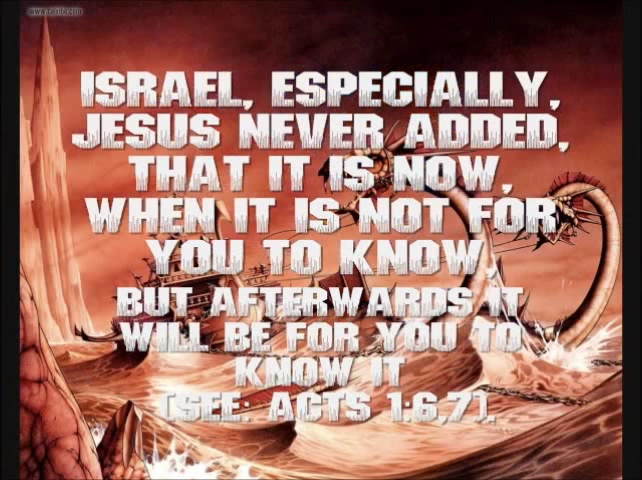 ISRAEL, ESPECIALLY,
JESUS NEVER ADDED,
THAT IT IS NOW,
WHEN IT IS NOT FOR
YOU TO KNOW,
BUT AFTERWARDS IT
WILL BE FOR YOU TO
KNOW IT
(SEE: ACTS 1:6,7).